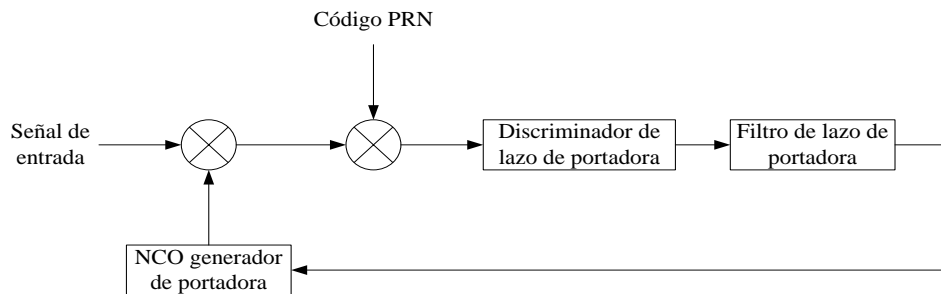 Código PRN
Señal de
entrada
Discriminador de
lazo de portadora
Filtro de lazo de
portadora
NCO generador
de portadora